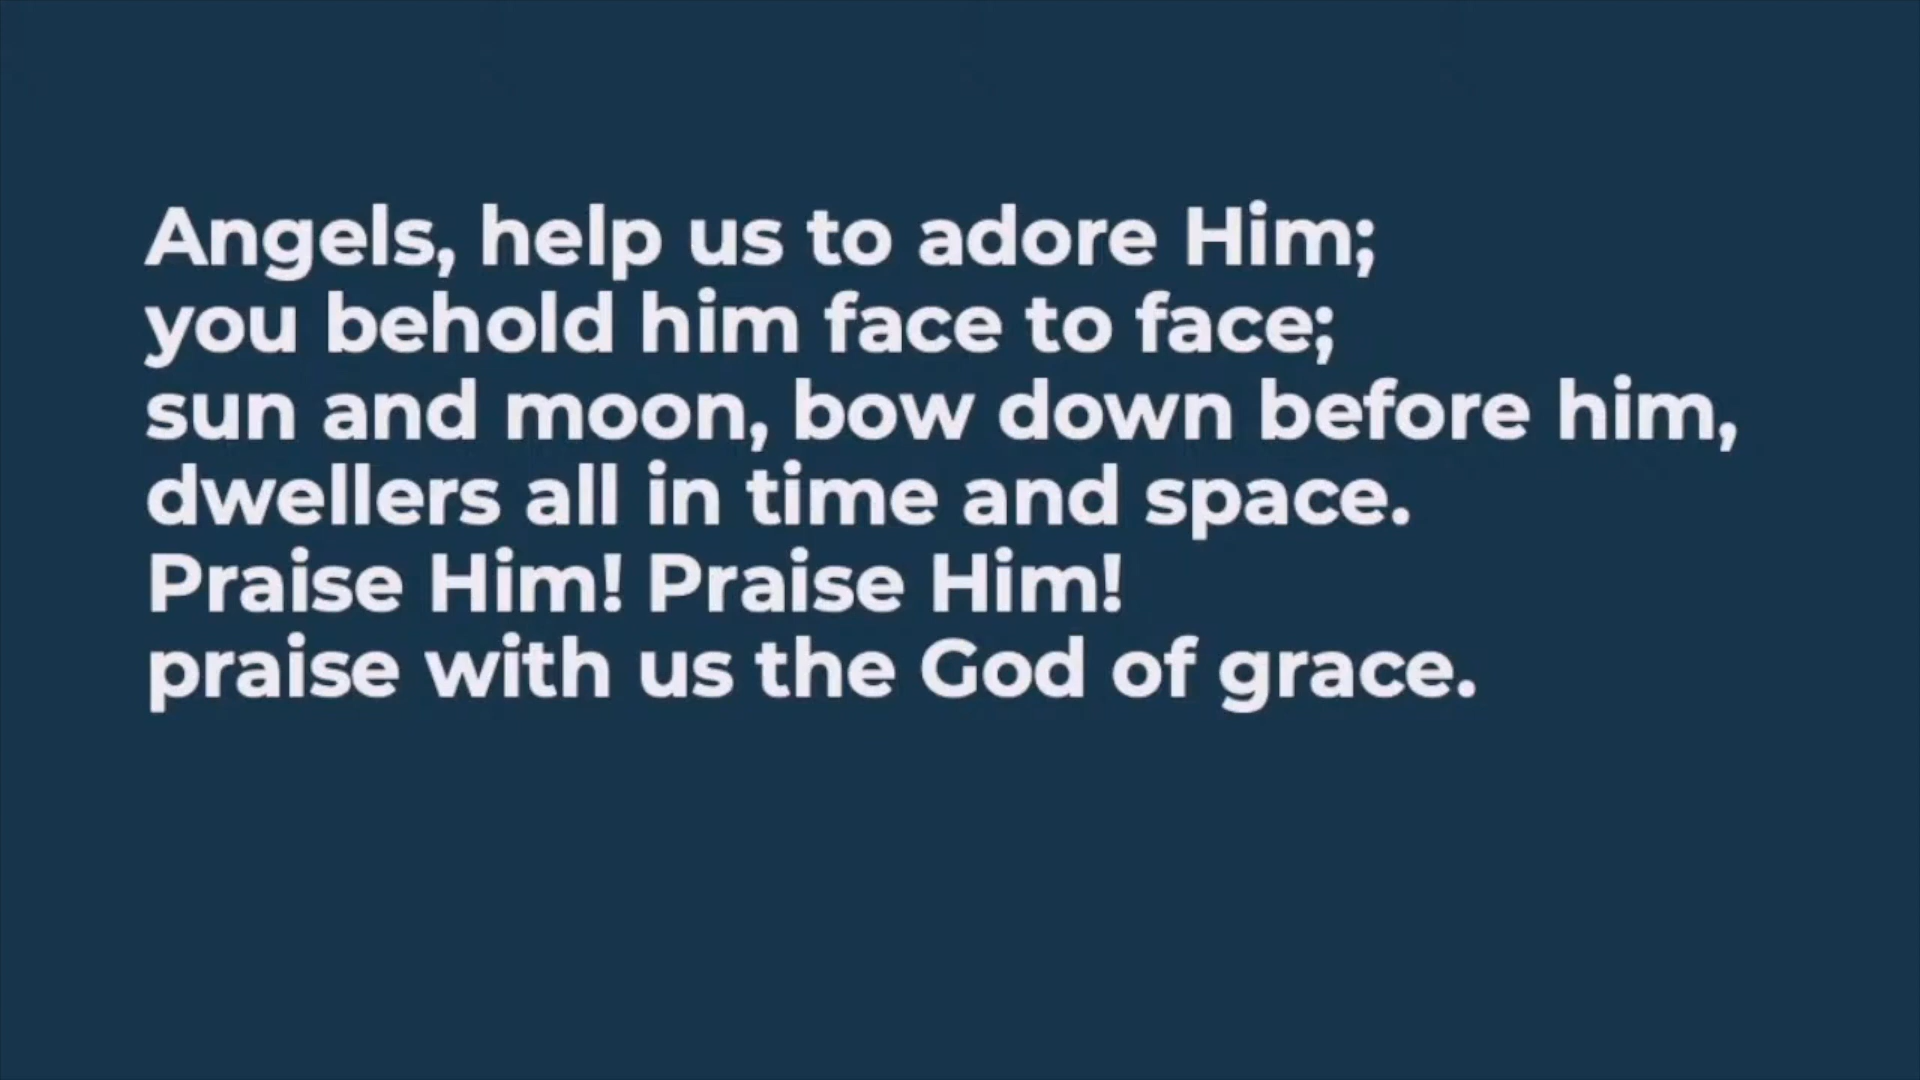 Angels, help us to adore Him;
you behold him face to face;
sun and moon, bow down before him,
dwellers all in time and space.
Praise Him! Praise Him!
praise with us the God of grace.